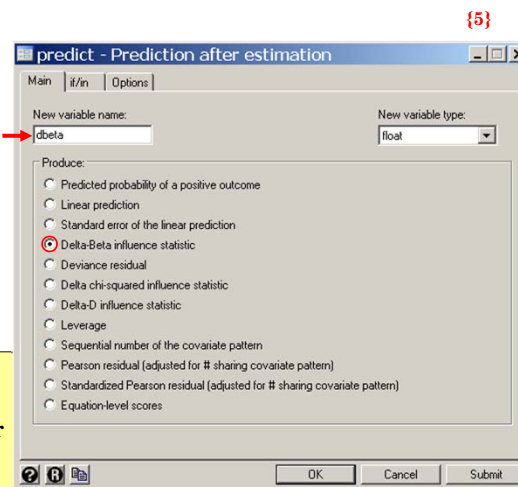 {5}
predict - Prediction after estimation
Main if/in Options
New variable name: New variable type:
dbeta float
Produce:
Predicted probability of a positive outcome
Linear prediction
Standard error of the linear prediction
Delta-Beta influence statistic
Deviance residual
Delta chi-squared influence statistic
Delta-D influence statistic
Leverage
Sequential number of the covariate pattern
Pearson residual (adjusted for # sharing covariate pattern)
Standardized Pearson residual (adjusted for # sharing covariate pattern)
Equation-level scores
OK Cancel Submit